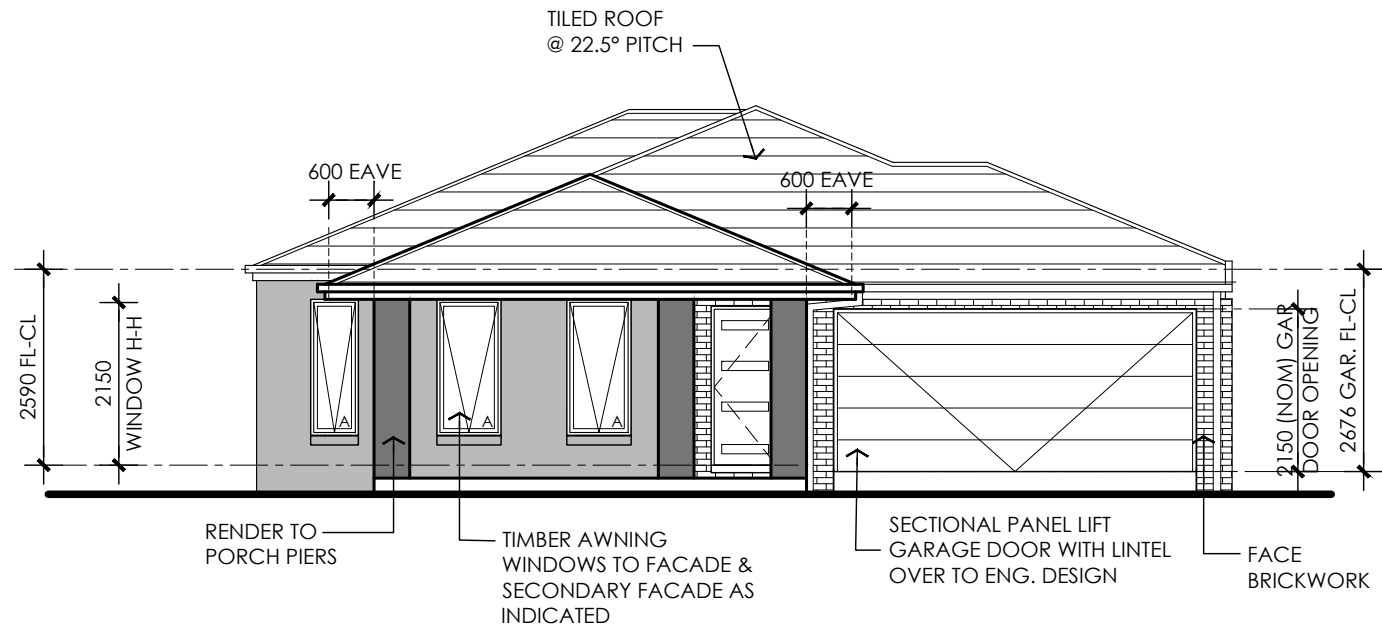 TILED ROOF
@ 22.5° PITCH
600 EAVE
600 EAVE
2590 FL-CL
2150
WINDOW H-H
A
A
A
2150 (NOM) GAR
DOOR OPENING
2676 GAR. FL-CL
RENDER TO
PORCH PIERS
TIMBER AWNING
WINDOWS TO FACADE &
SECONDARY FACADE AS
INDICATED
SECTIONAL PANEL LIFT
GARAGE DOOR WITH LINTEL
OVER TO ENG. DESIGN
FACE
BRICKWORK